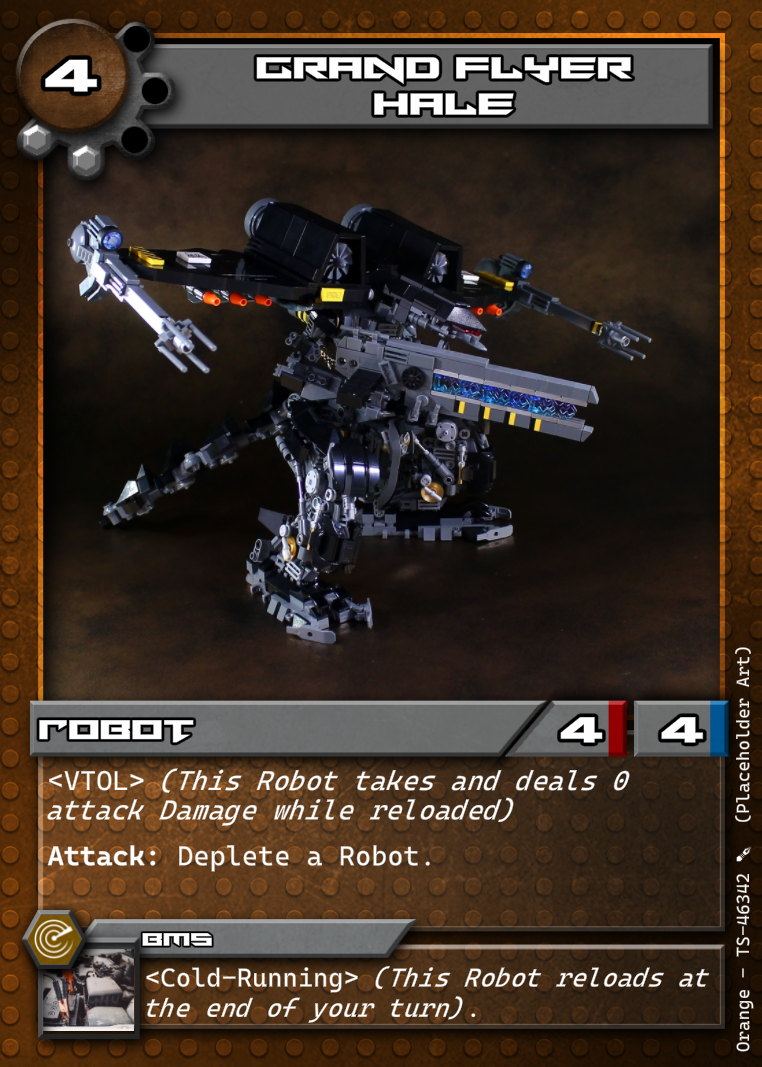 4
GRAND FLYER
HALE
ROBOT
4
4
<VTOL> (This Robot takes and deals 0
attack Damage while reloaded)
Attack: Deplete a Robot.
BMS
<Cold-Running> (This Robot reloads at
the end of your turn).
Orange - TS-46342 (Placeholder Art)